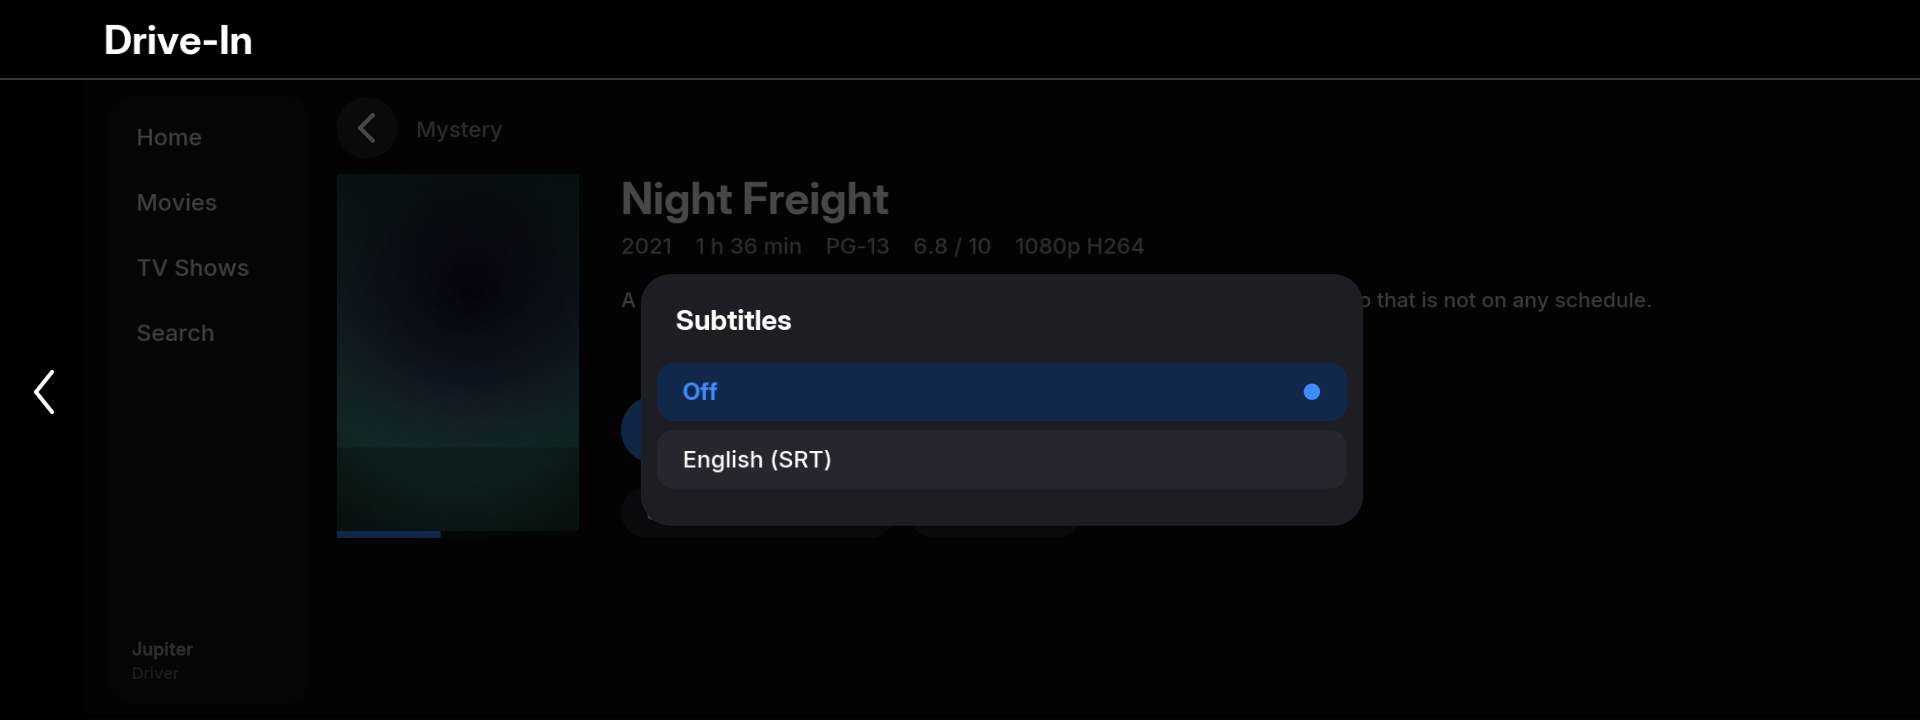 Drive-In
Home
Movies
TV Shows
Search
Jupiter
Driver
Mystery
Night Freight
2021 1 h 36 min PG-13 6.8 / 10 1080p H264
A that is not on any schedule.
Subtitles
Off
English (SRT)